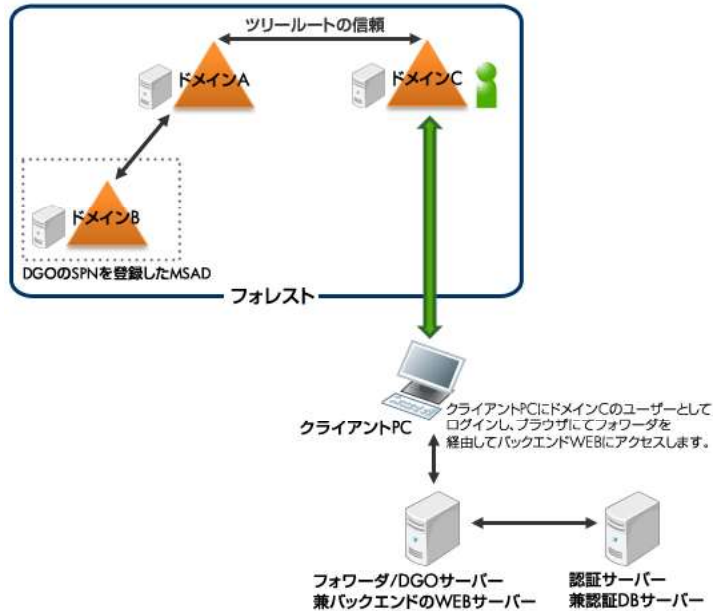 ツリールートの信頼
ドメインA
ドメインC
ドメインB
DGOのSPNを登録したMSAD
フォレスト
クライアントPC
クライアントPCにドメインCのユーザーとして
ログインし、ブラウザにてフォワーダを
経由してバックエンドWEBにアクセスします。
フォワーダ/DGOサーバー
兼バックエンドのWEBサーバー
認証サーバー
兼認証DBサーバー